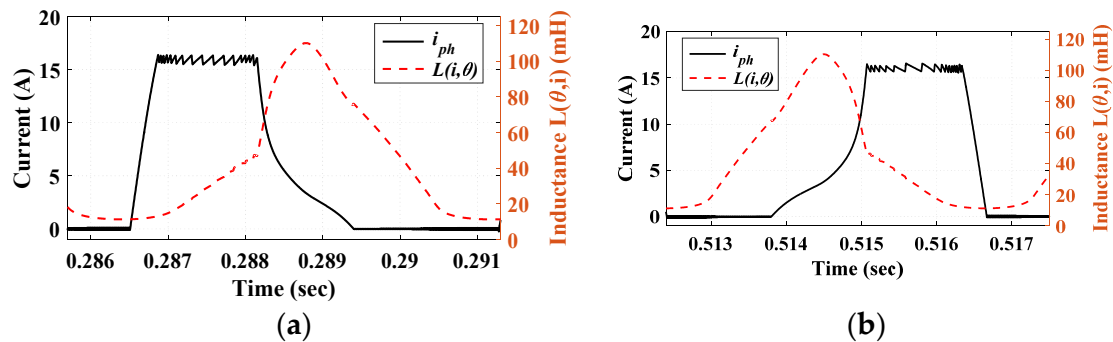 20
15
10
5
0
Current (A)
120
100
80
60
40
20
0
Inductance L(θ,i) (mH)
i_ph
L(i,θ)
0.286 0.287 0.288 0.289 0.29 0.291
Time (sec)
(a)
20
15
10
5
0
Current (A)
120
100
80
60
40
20
0
Inductance L(θ,i) (mH)
i_ph
L(i,θ)
0.513 0.514 0.515 0.516 0.517
Time (sec)
(b)